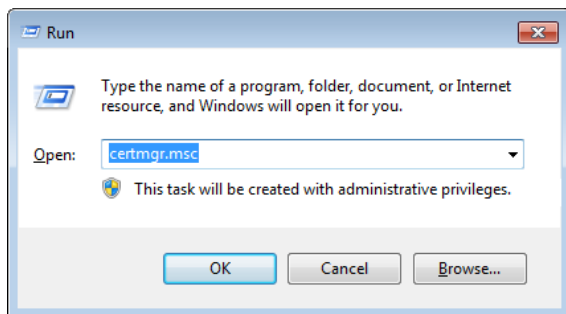 Run
Type the name of a program, folder, document, or Internet
resource, and Windows will open it for you.
Open:
certmgr.msc
This task will be created with administrative privileges.
OK
Cancel
Browse...